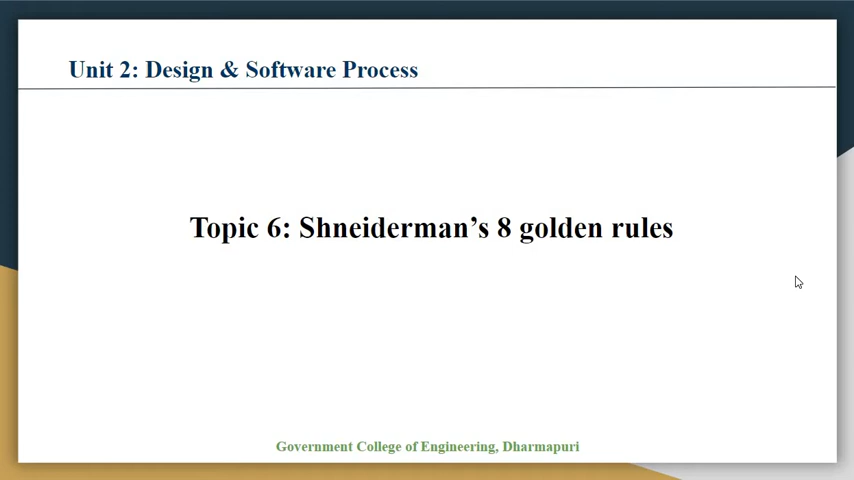 Unit 2: Design & Software Process
Topic 6: Shneiderman’s 8 golden rules
Government College of Engineering, Dharmapuri